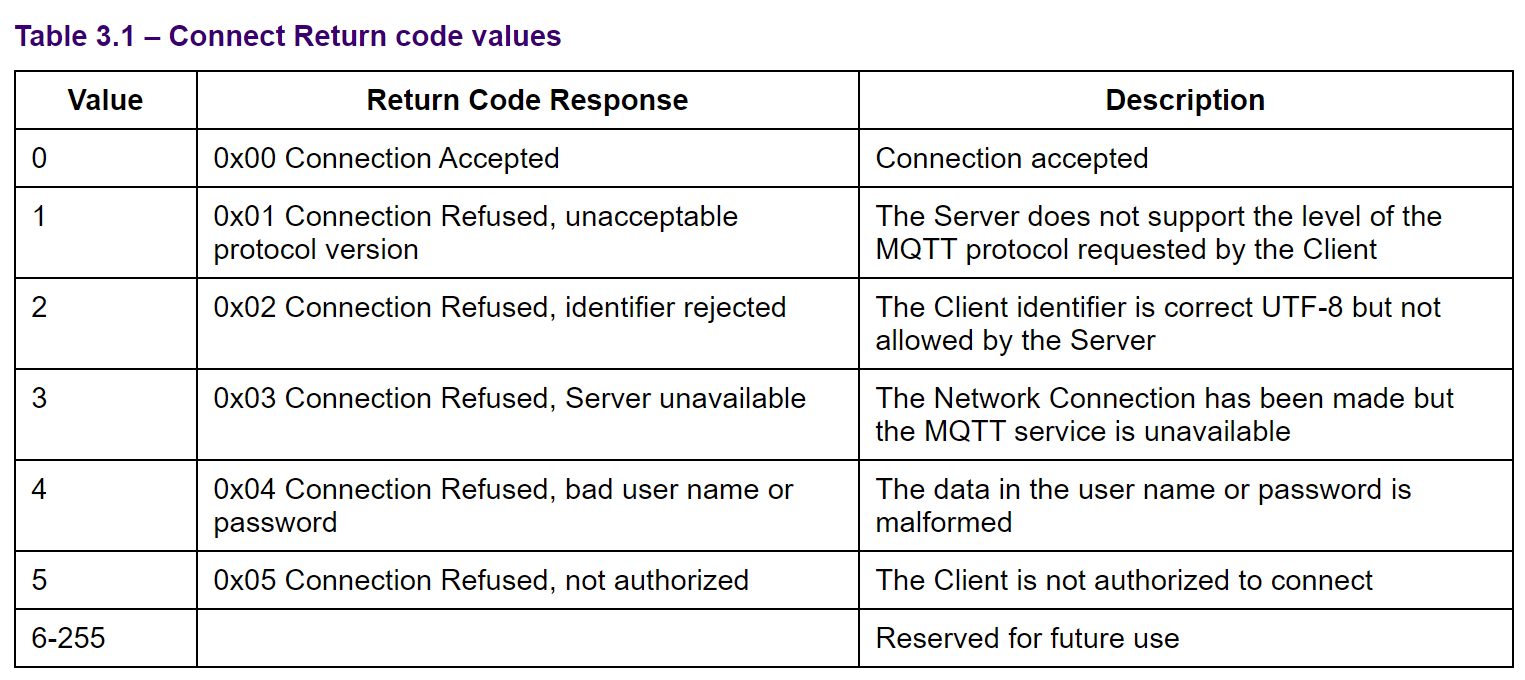 Table 3.1 – Connect Return code values
Value Return Code Response Description
0 0x00 Connection Accepted Connection accepted
1 0x01 Connection Refused, unacceptable
protocol version
The Server does not support the level of the
MQTT protocol requested by the Client
2 0x02 Connection Refused, identifier rejected
The Client identifier is correct UTF-8 but not
allowed by the Server
3 0x03 Connection Refused, Server unavailable
The Network Connection has been made but
the MQTT service is unavailable
4 0x04 Connection Refused, bad user name or
password
The data in the user name or password is
malformed
5 0x05 Connection Refused, not authorized The Client is not authorized to connect
6-255 Reserved for future use